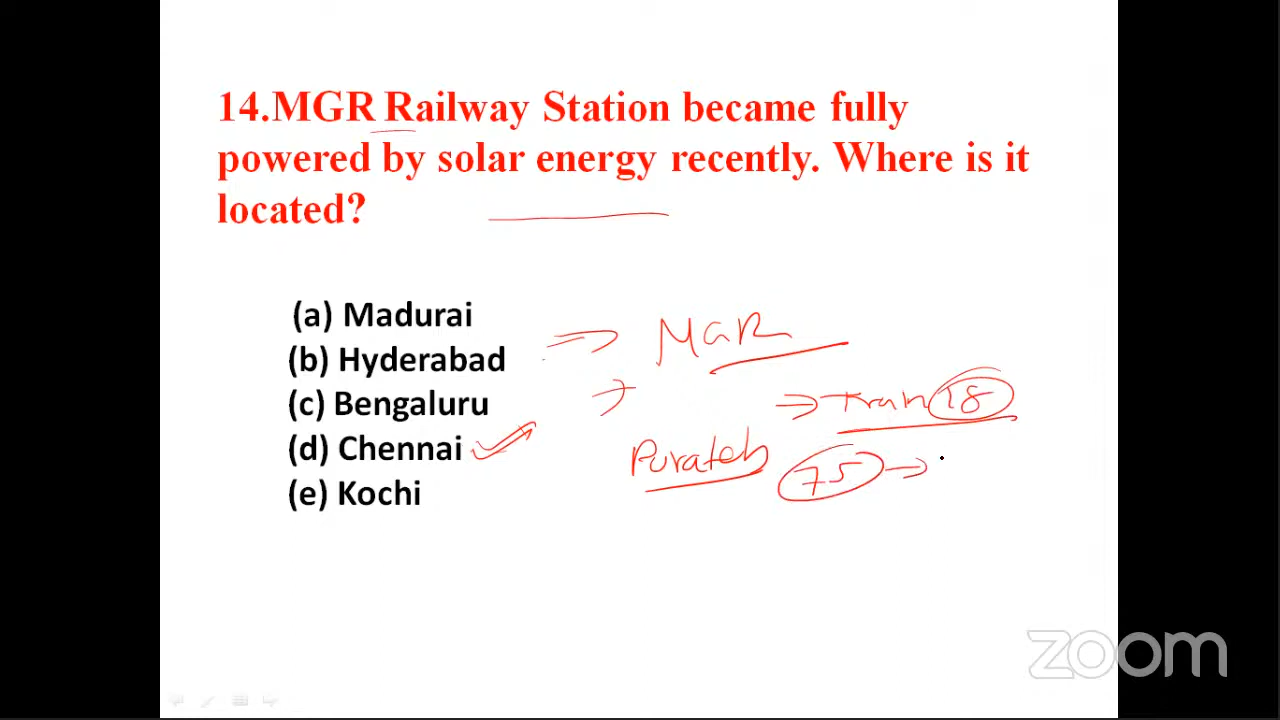 14.MGR Railway Station became fully
powered by solar energy recently. Where is it
located?
(a) Madurai
(b) Hyderabad
(c) Bengaluru
(d) Chennai
(e) Kochi
⇒ MGR
→
⇒ Train 18
75 →
zoom